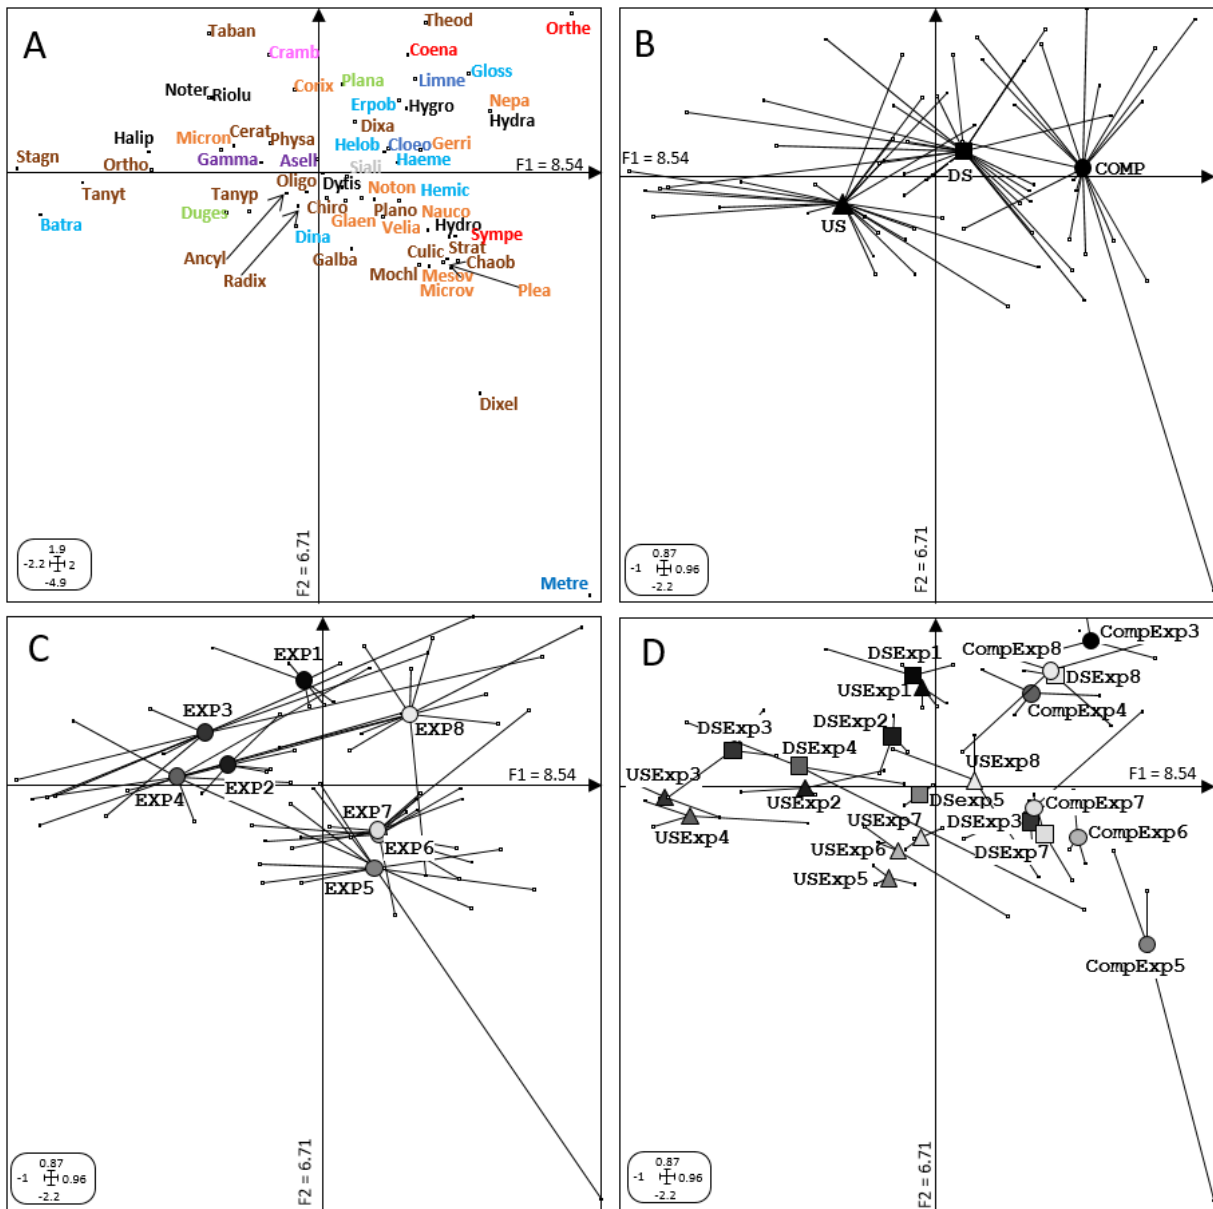 A
Taban
Theod
Orthe
Cramb
Coena
Corix
Plana
Limne
Gloss
Noter
Riolu
Erpob
Hygro
Nepa
Hydra
Halip
Micron
Cerat
Physa
Dixa
Helob
Cloeo
Gerri
Stagn
Ortho
Gamma
Asell
Siali
Haeme
F1 = 8.54
Tanyt
Tanyp
Oligo
Dytis
Noton
Hemic
Batra
Duges
Chiro
Glaen
Plano
Nauco
Dina
Velia
Hydro
Sympe
Ancyl
Galba
Culic
Strat
Radix
Mochl
Mesov
Chaob
Microv
Plea
Dixel
F2 = 6.71
Metre
1.9
-2.2 2
-4.9
B
F1 = 8.54
DS
COMP
US
F2 = 6.71
0.87
-1 0.96
-2.2
C
EXP1
EXP3
EXP8
EXP4
EXP2
F1 = 8.54
EXP7
EXP6
EXP5
F2 = 6.71
0.87
-1 0.96
-2.2
D
CompExp3
DSExp1
CompExp8
DSExp8
USExp1
CompExp4
DSExp3
DSExp2
DSExp4
USExp8
F1 = 8.54
USExp3
USExp2
DSexp5
CompExp7
USExp4
USExp7
DSExp3
CompExp6
USExp6
DSExp7
USExp5
CompExp5
F2 = 6.71
0.87
-1 0.96
-2.2